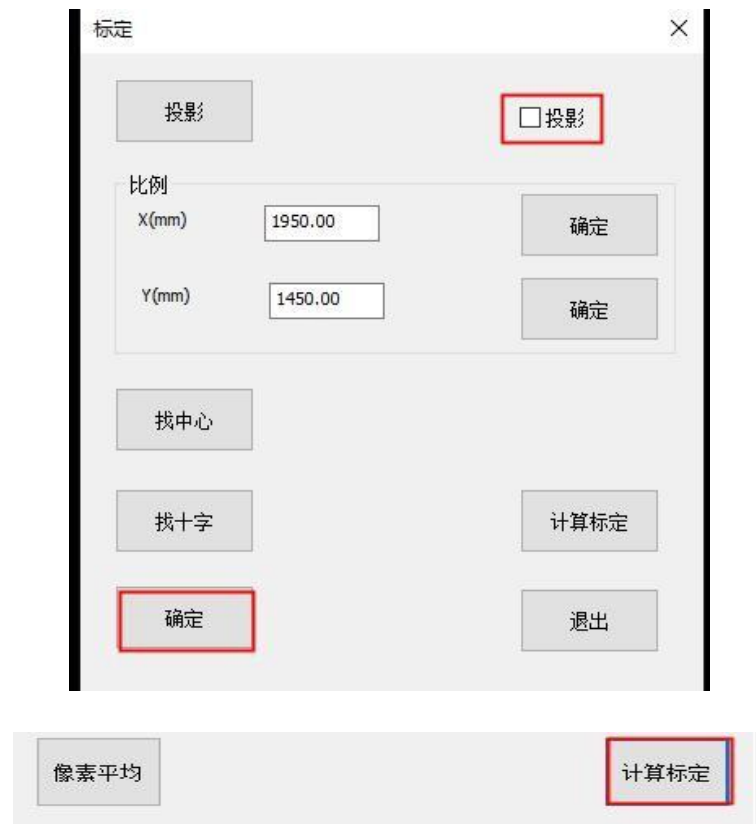 标定
投影
投影
比例
X(mm) 1950.00 确定
Y(mm) 1450.00 确定
找中心
找十字 计算标定
确定 退出
像素平均 计算标定